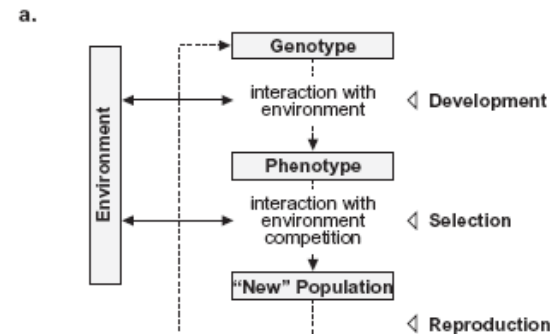 a.
Genotype
interaction with
environment
Development
Environment
Phenotype
interaction with
environment
competition
Selection
"New" Population
Reproduction